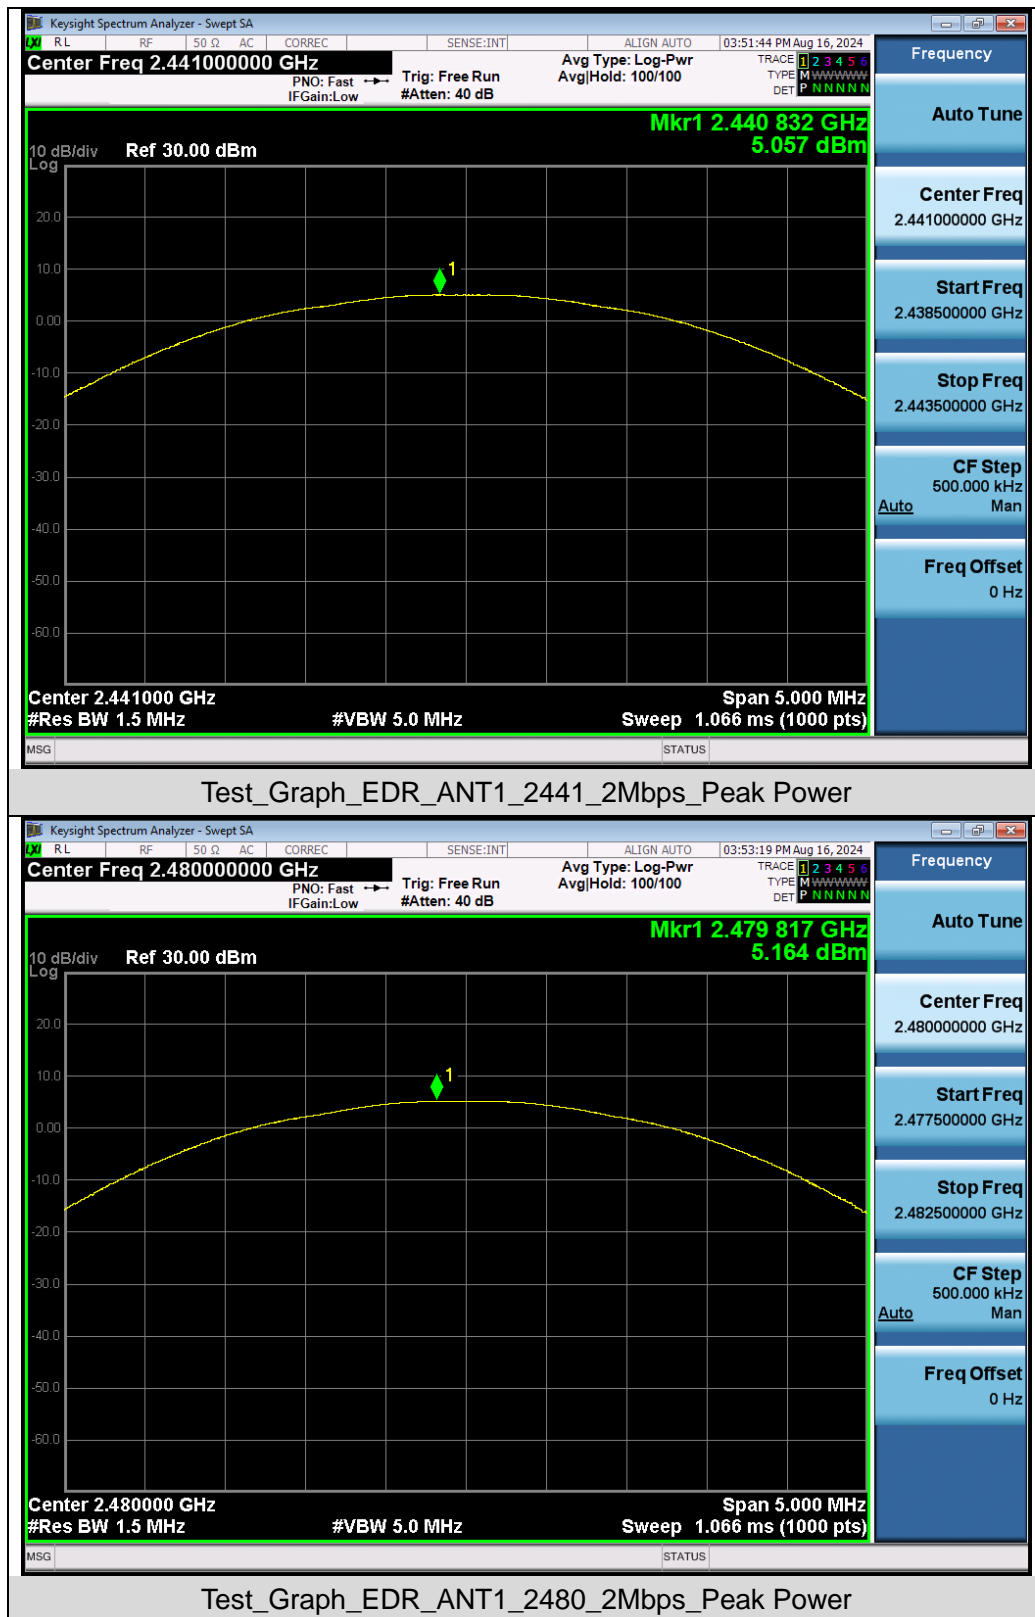 Keysight Spectrum Analyzer - Swept SA
LXI RL RF 50 Ω AC CORREC SENSE:INT ALIGN AUTO 03:51:44 PM Aug 16, 2024
Center Freq 2.441000000 GHz
PNO: Fast
IFGain:Low
Trig: Free Run
#Atten: 40 dB
Avg Type: Log-Pwr
Avg|Hold: 100/100
TRACE 1 2 3 4 5 6
TYPE M WWWWW
DET P N N N N N
Mkr1 2.440 832 GHz
5.057 dBm
10 dB/div Ref 30.00 dBm
Log
20.0
10.0
0.00
-10.0
-20.0
-30.0
-40.0
-50.0
-60.0
1
Center 2.441000 GHz Span 5.000 MHz
#Res BW 1.5 MHz #VBW 5.0 MHz Sweep 1.066 ms (1000 pts)
MSG STATUS
Frequency
Auto Tune
Center Freq
2.441000000 GHz
Start Freq
2.438500000 GHz
Stop Freq
2.443500000 GHz
CF Step
500.000 kHz
Auto Man
Freq Offset
0 Hz
Test_Graph_EDR_ANT1_2441_2Mbps_Peak Power
Keysight Spectrum Analyzer - Swept SA
LXI RL RF 50 Ω AC CORREC SENSE:INT ALIGN AUTO 03:53:19 PM Aug 16, 2024
Center Freq 2.480000000 GHz
PNO: Fast
IFGain:Low
Trig: Free Run
#Atten: 40 dB
Avg Type: Log-Pwr
Avg|Hold: 100/100
TRACE 1 2 3 4 5 6
TYPE M WWWWW
DET P N N N N N
Mkr1 2.479 817 GHz
5.164 dBm
10 dB/div Ref 30.00 dBm
Log
20.0
10.0
0.00
-10.0
-20.0
-30.0
-40.0
-50.0
-60.0
1
Center 2.480000 GHz Span 5.000 MHz
#Res BW 1.5 MHz #VBW 5.0 MHz Sweep 1.066 ms (1000 pts)
MSG STATUS
Frequency
Auto Tune
Center Freq
2.480000000 GHz
Start Freq
2.477500000 GHz
Stop Freq
2.482500000 GHz
CF Step
500.000 kHz
Auto Man
Freq Offset
0 Hz
Test_Graph_EDR_ANT1_2480_2Mbps_Peak Power